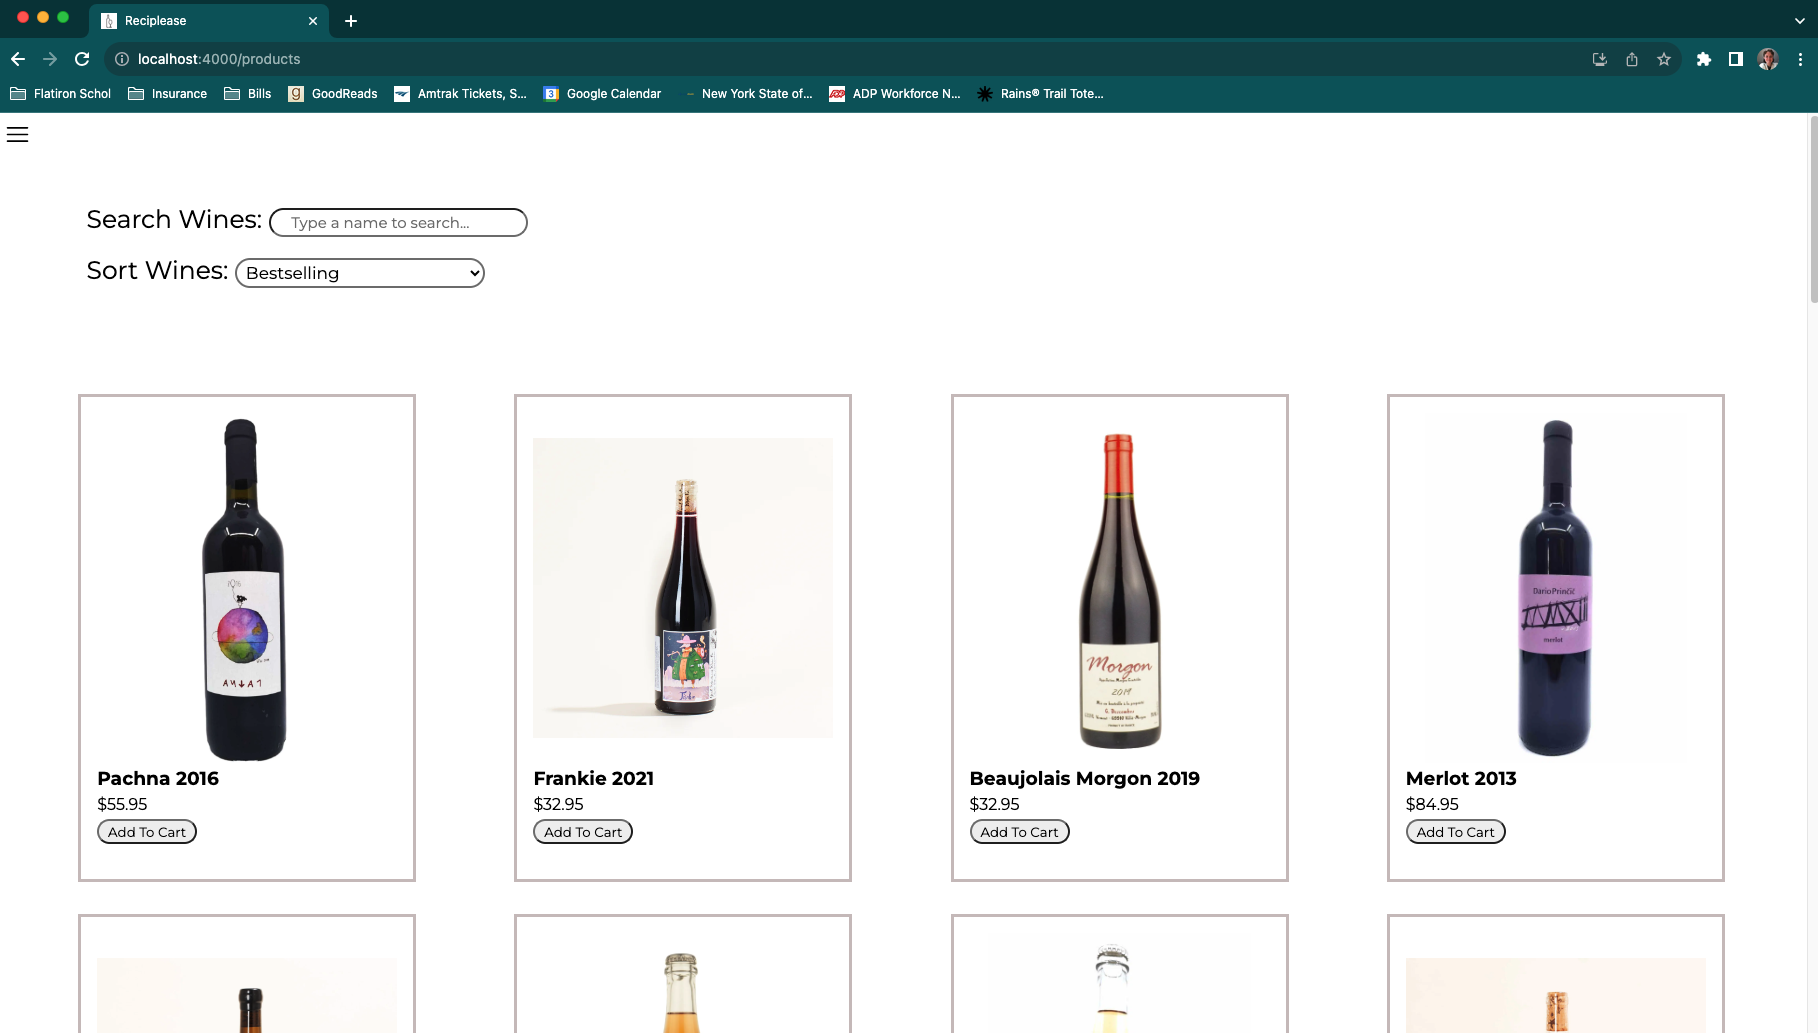 Reciplease
localhost:4000/products
Flatiron Schol Insurance Bills GoodReads Amtrak Tickets, S... Google Calendar New York State of... ADP Workforce N... Rains® Trail Tote...
Search Wines: Type a name to search...
Sort Wines: Bestselling
1016
DarioPrinčič
merlot
Morgon
2019
Pachna 2016 Frankie 2021 Beaujolais Morgon 2019 Merlot 2013
$55.95 $32.95 $32.95 $84.95
Add To Cart Add To Cart Add To Cart Add To Cart